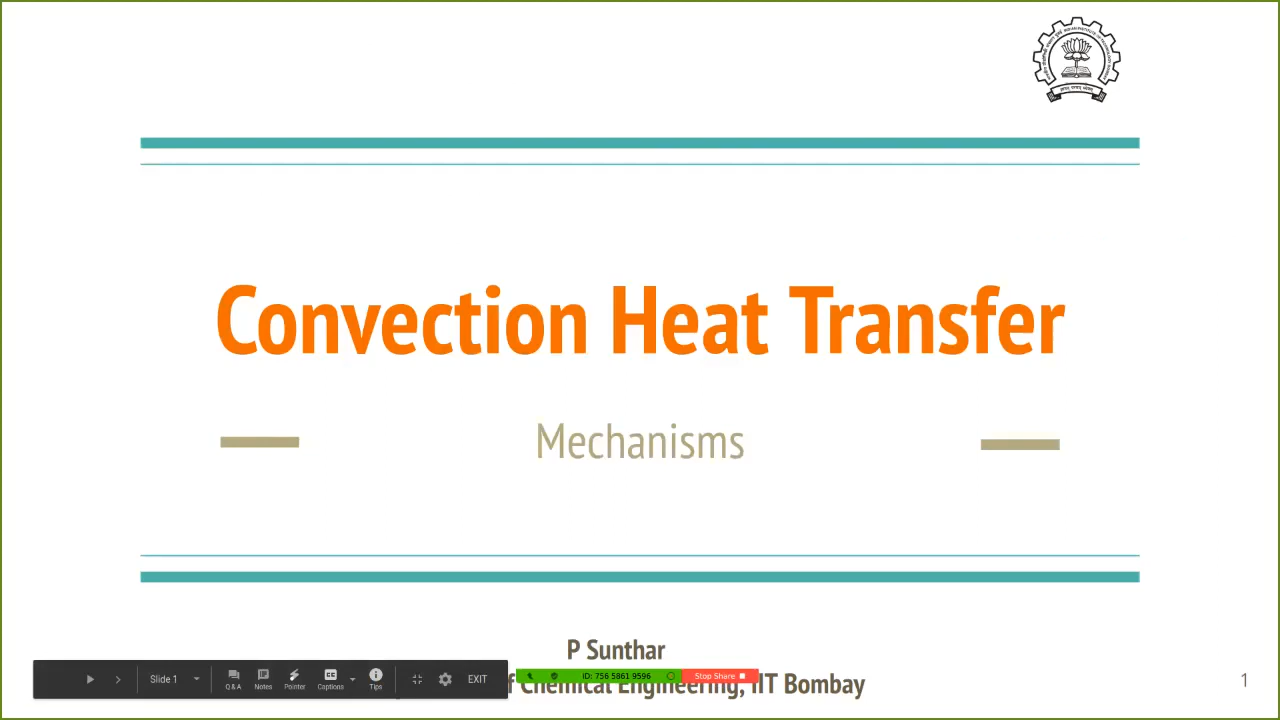 Convection Heat Transfer
Mechanisms
P Sunthar
f Chemical Engineering, IIT Bombay
Slide 1
Q & A
Notes
Pointer
CC
Captions
Tips
EXIT
ID: 756 5861 9596
Stop Share
1